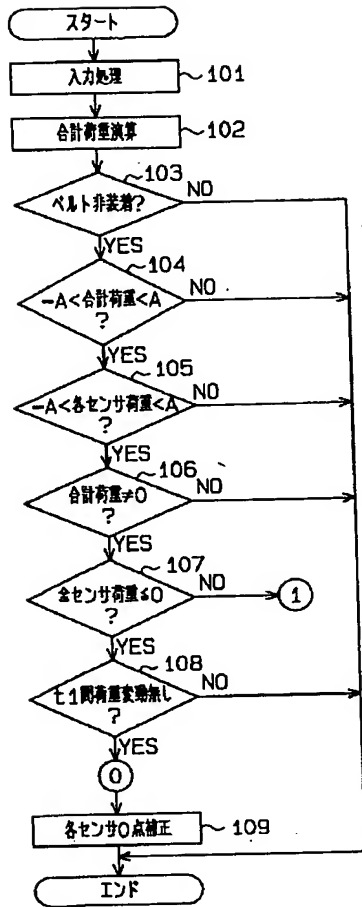 スタート
入力処理
101
合計荷重演算
102
103
ベルト非装着?
NO
YES
104
-A<合計荷重<A
?
NO
YES
105
-A<各センサ荷重<A
?
NO
YES
106
合計荷重≠0
?
NO
YES
107
全センサ荷重≦0
?
NO
1
YES
108
t1間荷重変動無し
?
NO
YES
0
各センサ0点補正
109
エンド